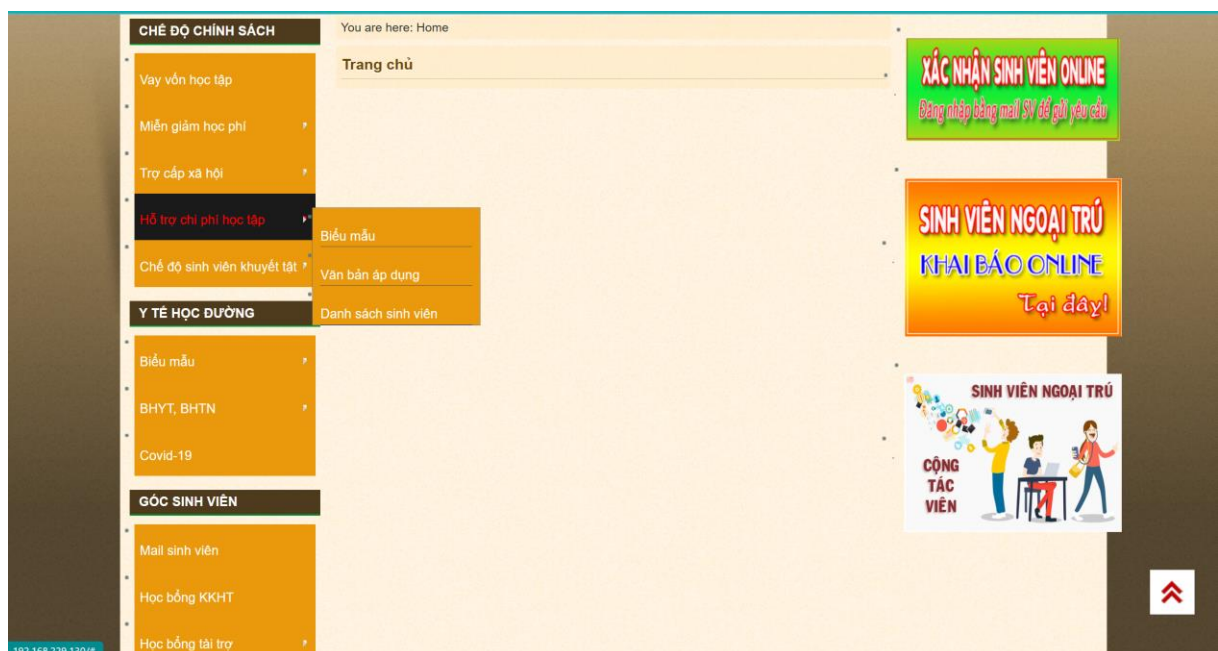 CHẾ ĐỘ CHÍNH SÁCH
Vay vốn học tập
Miễn giảm học phí
Trợ cấp xã hội
Hỗ trợ chi phí học tập
Chế độ sinh viên khuyết tật
Biểu mẫu
Văn bản áp dụng
Danh sách sinh viên
Y TẾ HỌC ĐƯỜNG
Biểu mẫu
BHYT, BHTN
Covid-19
GÓC SINH VIÊN
Mail sinh viên
Học bổng KKHT
Học bổng tài trợ
You are here: Home
Trang chủ
XÁC NHẬN SINH VIÊN ONLINE
Đăng nhập bằng mail SV để gửi yêu cầu
SINH VIÊN NGOẠI TRÚ
KHAI BÁO ONLINE
Tại đây!
SINH VIÊN NGOẠI TRÚ
CỘNG
TÁC
VIÊN